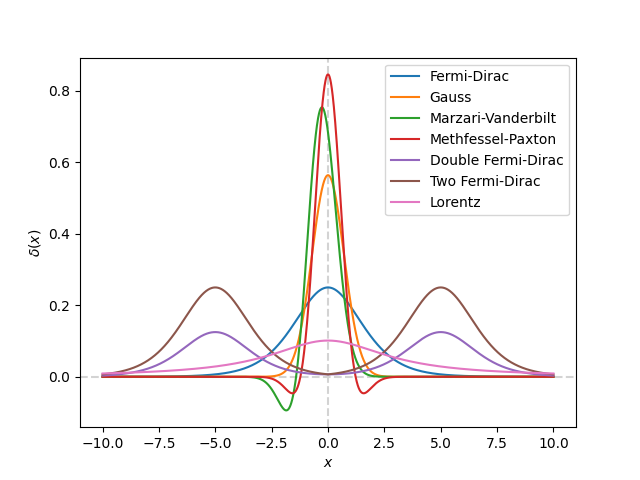 0.8
0.6
0.4
0.2
0.0
δ(x)
−10.0 −7.5 −5.0 −2.5 0.0 2.5 5.0 7.5 10.0
x
Fermi-Dirac
Gauss
Marzari-Vanderbilt
Methfessel-Paxton
Double Fermi-Dirac
Two Fermi-Dirac
Lorentz